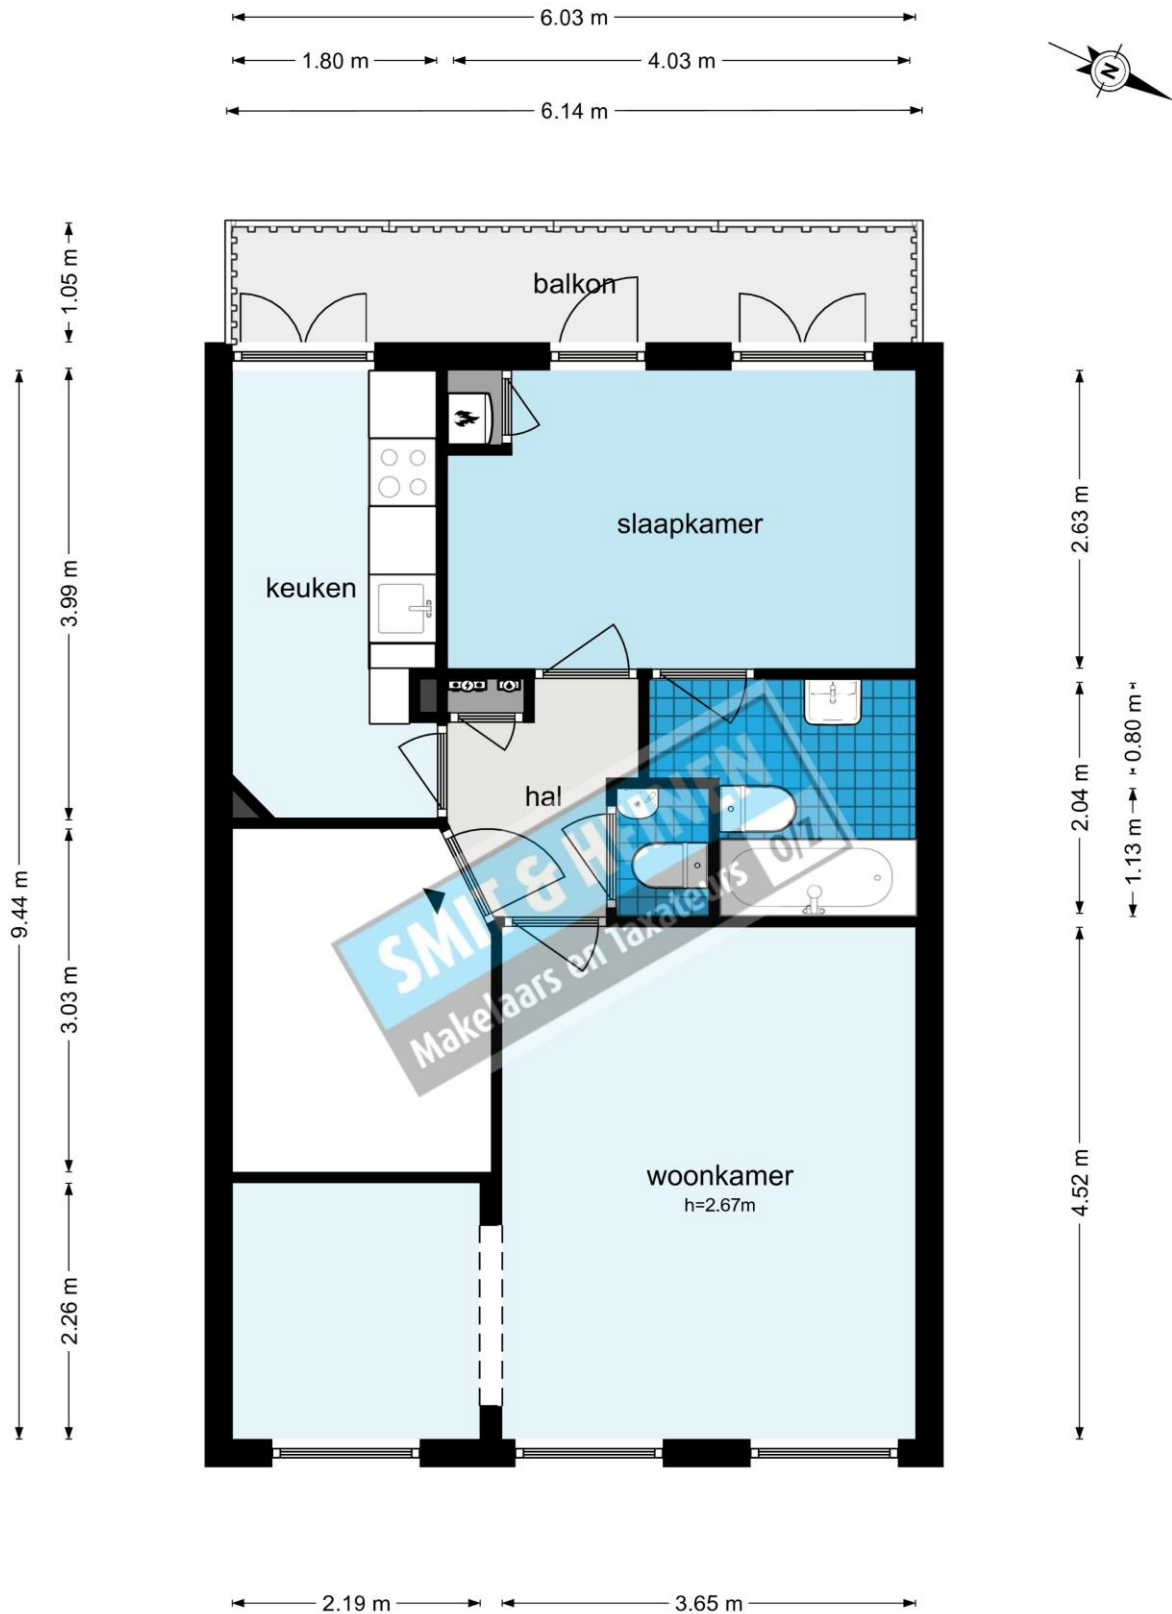 6.03 m
1.80 m
4.03 m
6.14 m
N
1.05 m
balkon
slaapkamer
keuken
3.99 m
2.63 m
hal
2.04 m
0.80 m
1.13 m
9.44 m
SMIT & HEINEN
Makelaars en Taxateurs O/Z
3.03 m
woonkamer
h=2.67m
4.52 m
2.26 m
2.19 m
3.65 m